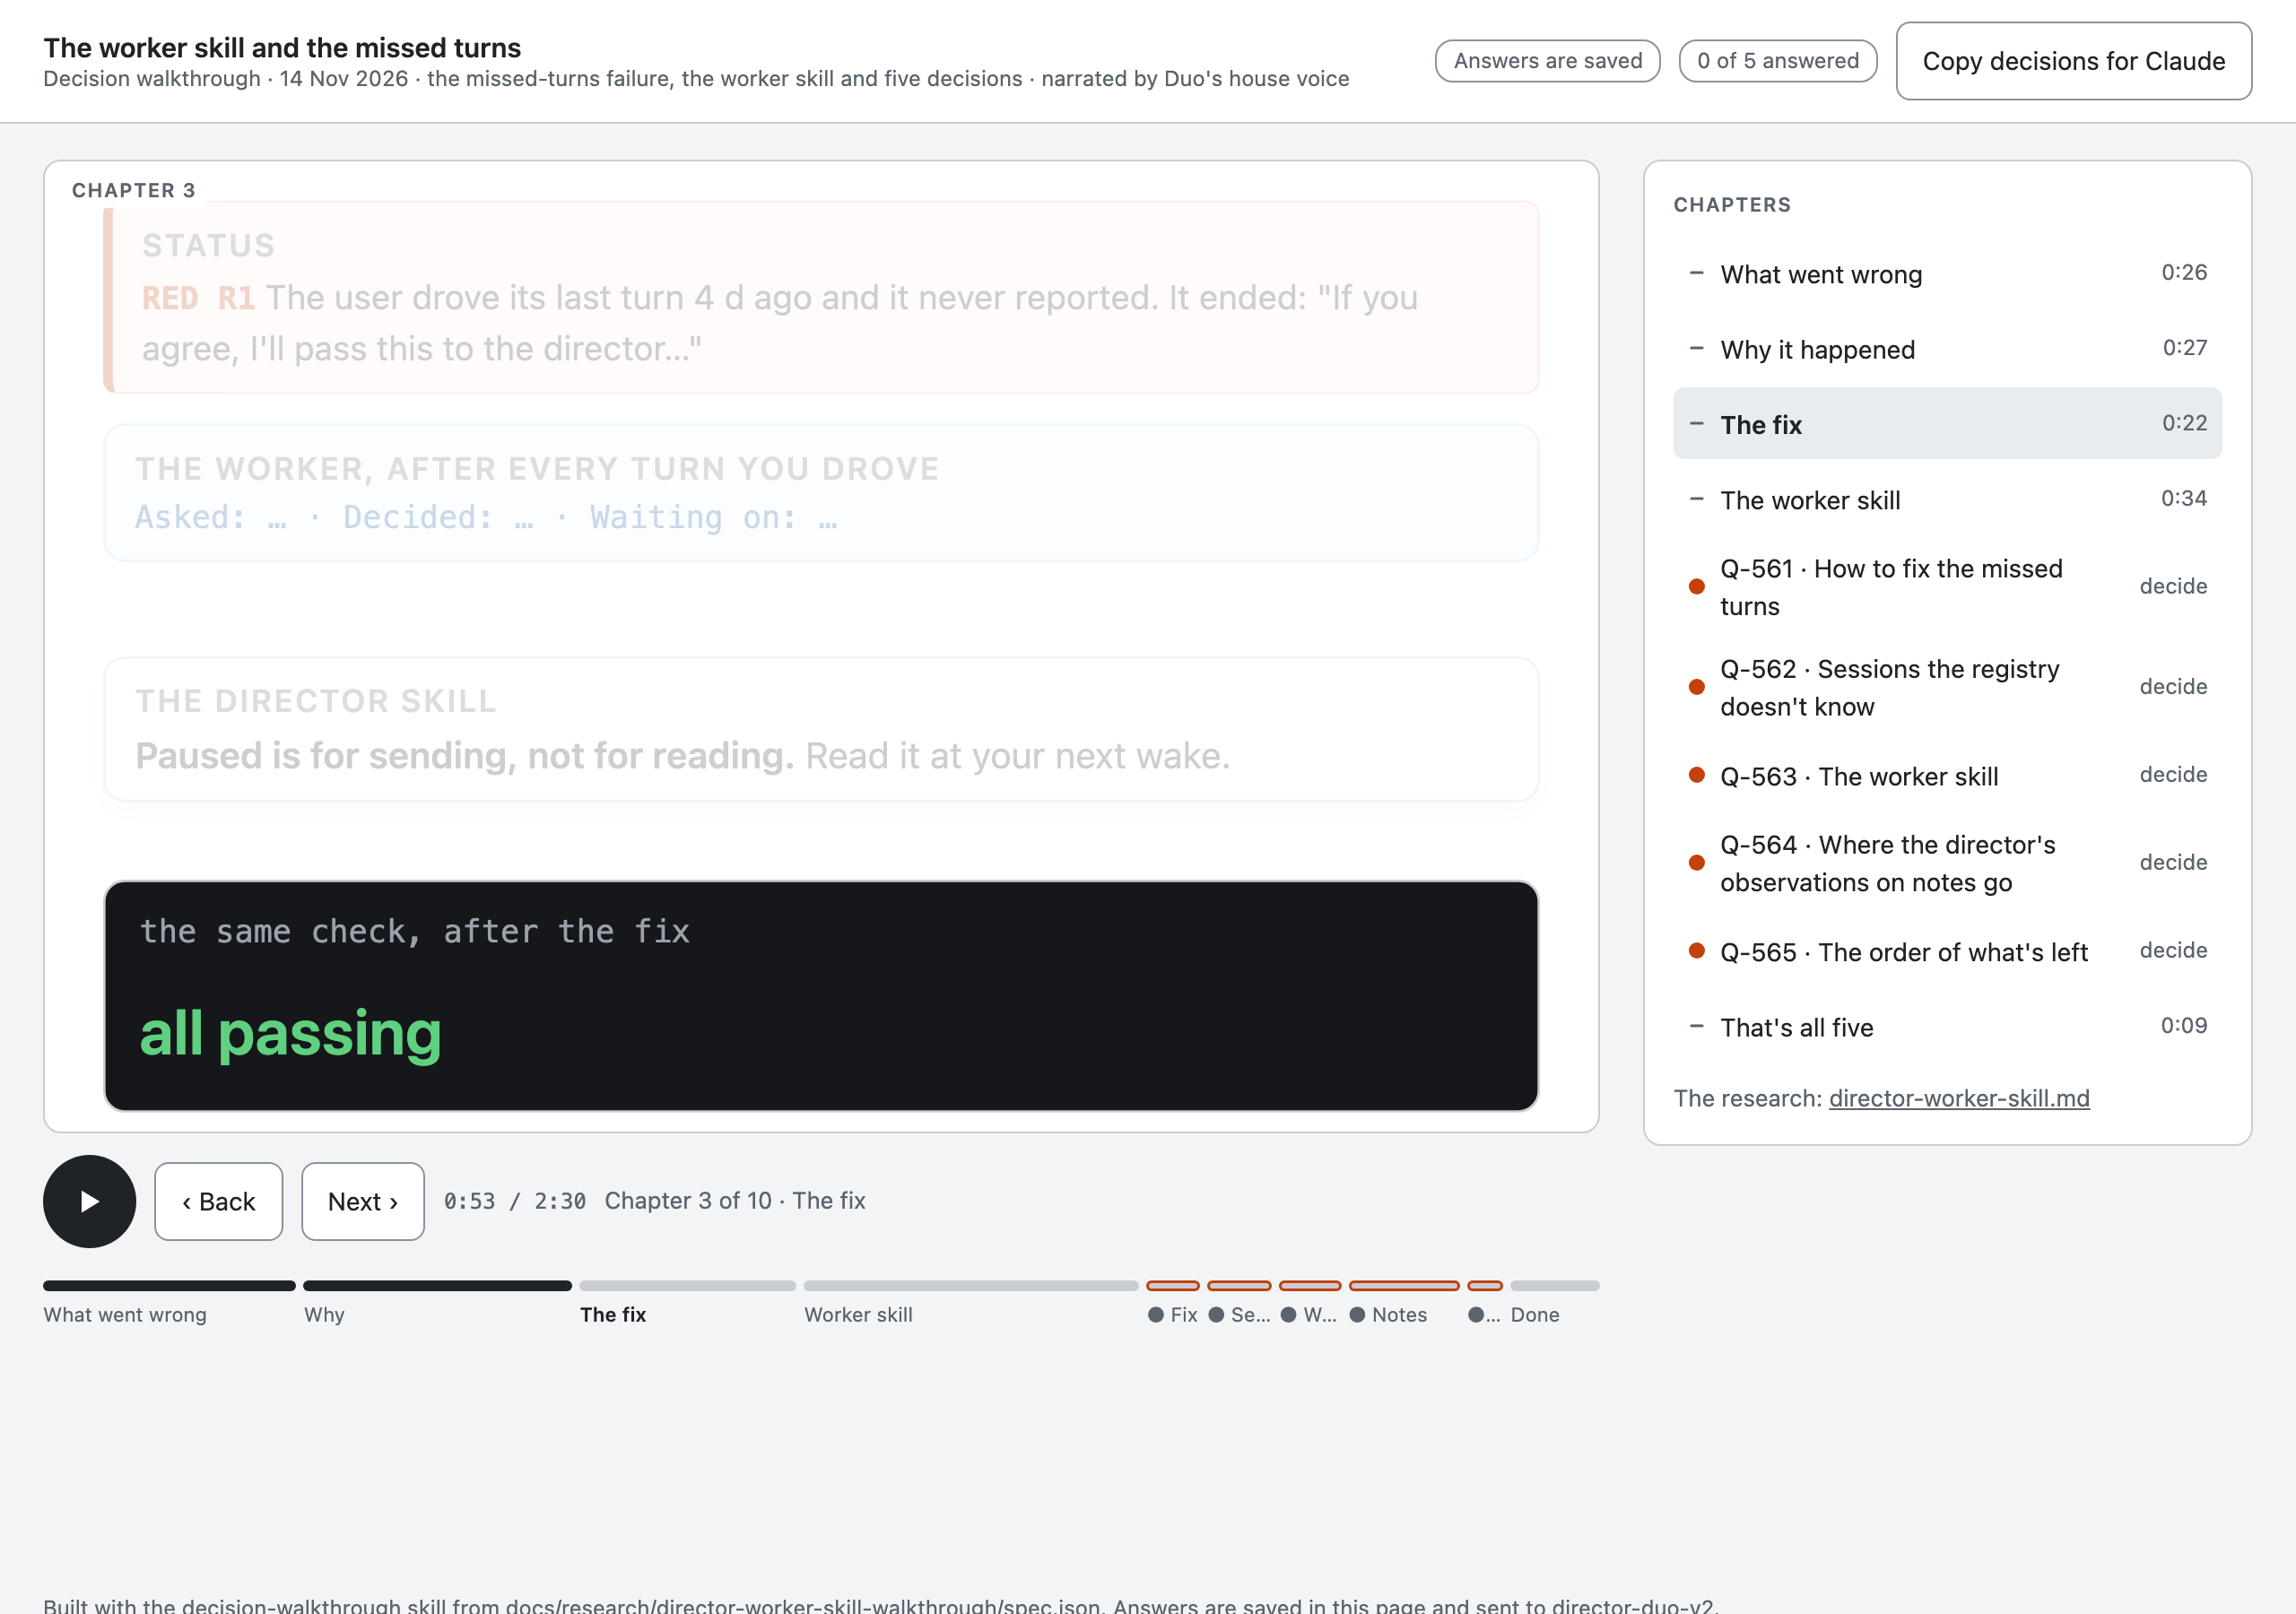 The worker skill and the missed turns
Decision walkthrough · 14 Nov 2026 · the missed-turns failure, the worker skill and five decisions · narrated by Duo's house voice
Answers are saved
0 of 5 answered
Copy decisions for Claude
CHAPTER 3
STATUS
RED R1 The user drove its last turn 4 d ago and it never reported. It ended: "If you
agree, I'll pass this to the director..."
THE WORKER, AFTER EVERY TURN YOU DROVE
Asked: … · Decided: … · Waiting on: …
THE DIRECTOR SKILL
Paused is for sending, not for reading. Read it at your next wake.
the same check, after the fix
all passing
‹ Back
Next ›
0:53 / 2:30
Chapter 3 of 10 · The fix
What went wrong
Why
The fix
Worker skill
Fix
Se...
W...
Notes
...
Done
CHAPTERS
– What went wrong 0:26
– Why it happened 0:27
– The fix 0:22
– The worker skill 0:34
Q-561 · How to fix the missed
turns
decide
Q-562 · Sessions the registry
doesn't know
decide
Q-563 · The worker skill decide
Q-564 · Where the director's
observations on notes go
decide
Q-565 · The order of what's left decide
– That's all five 0:09
The research: director-worker-skill.md
Built with the decision-walkthrough skill from docs/research/director-worker-skill-walkthrough/spec.json. Answers are saved in this page and sent to director-duo-v2.